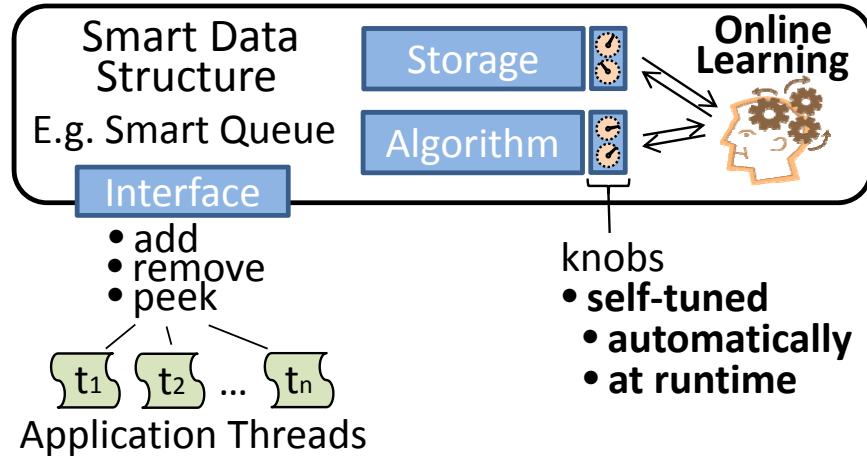 Smart Data
Structure
E.g. Smart Queue
Storage
Algorithm
Online
Learning
Interface
• add
• remove
• peek
knobs
• self-tuned
• automatically
• at runtime
t1 t2 ... tn
Application Threads